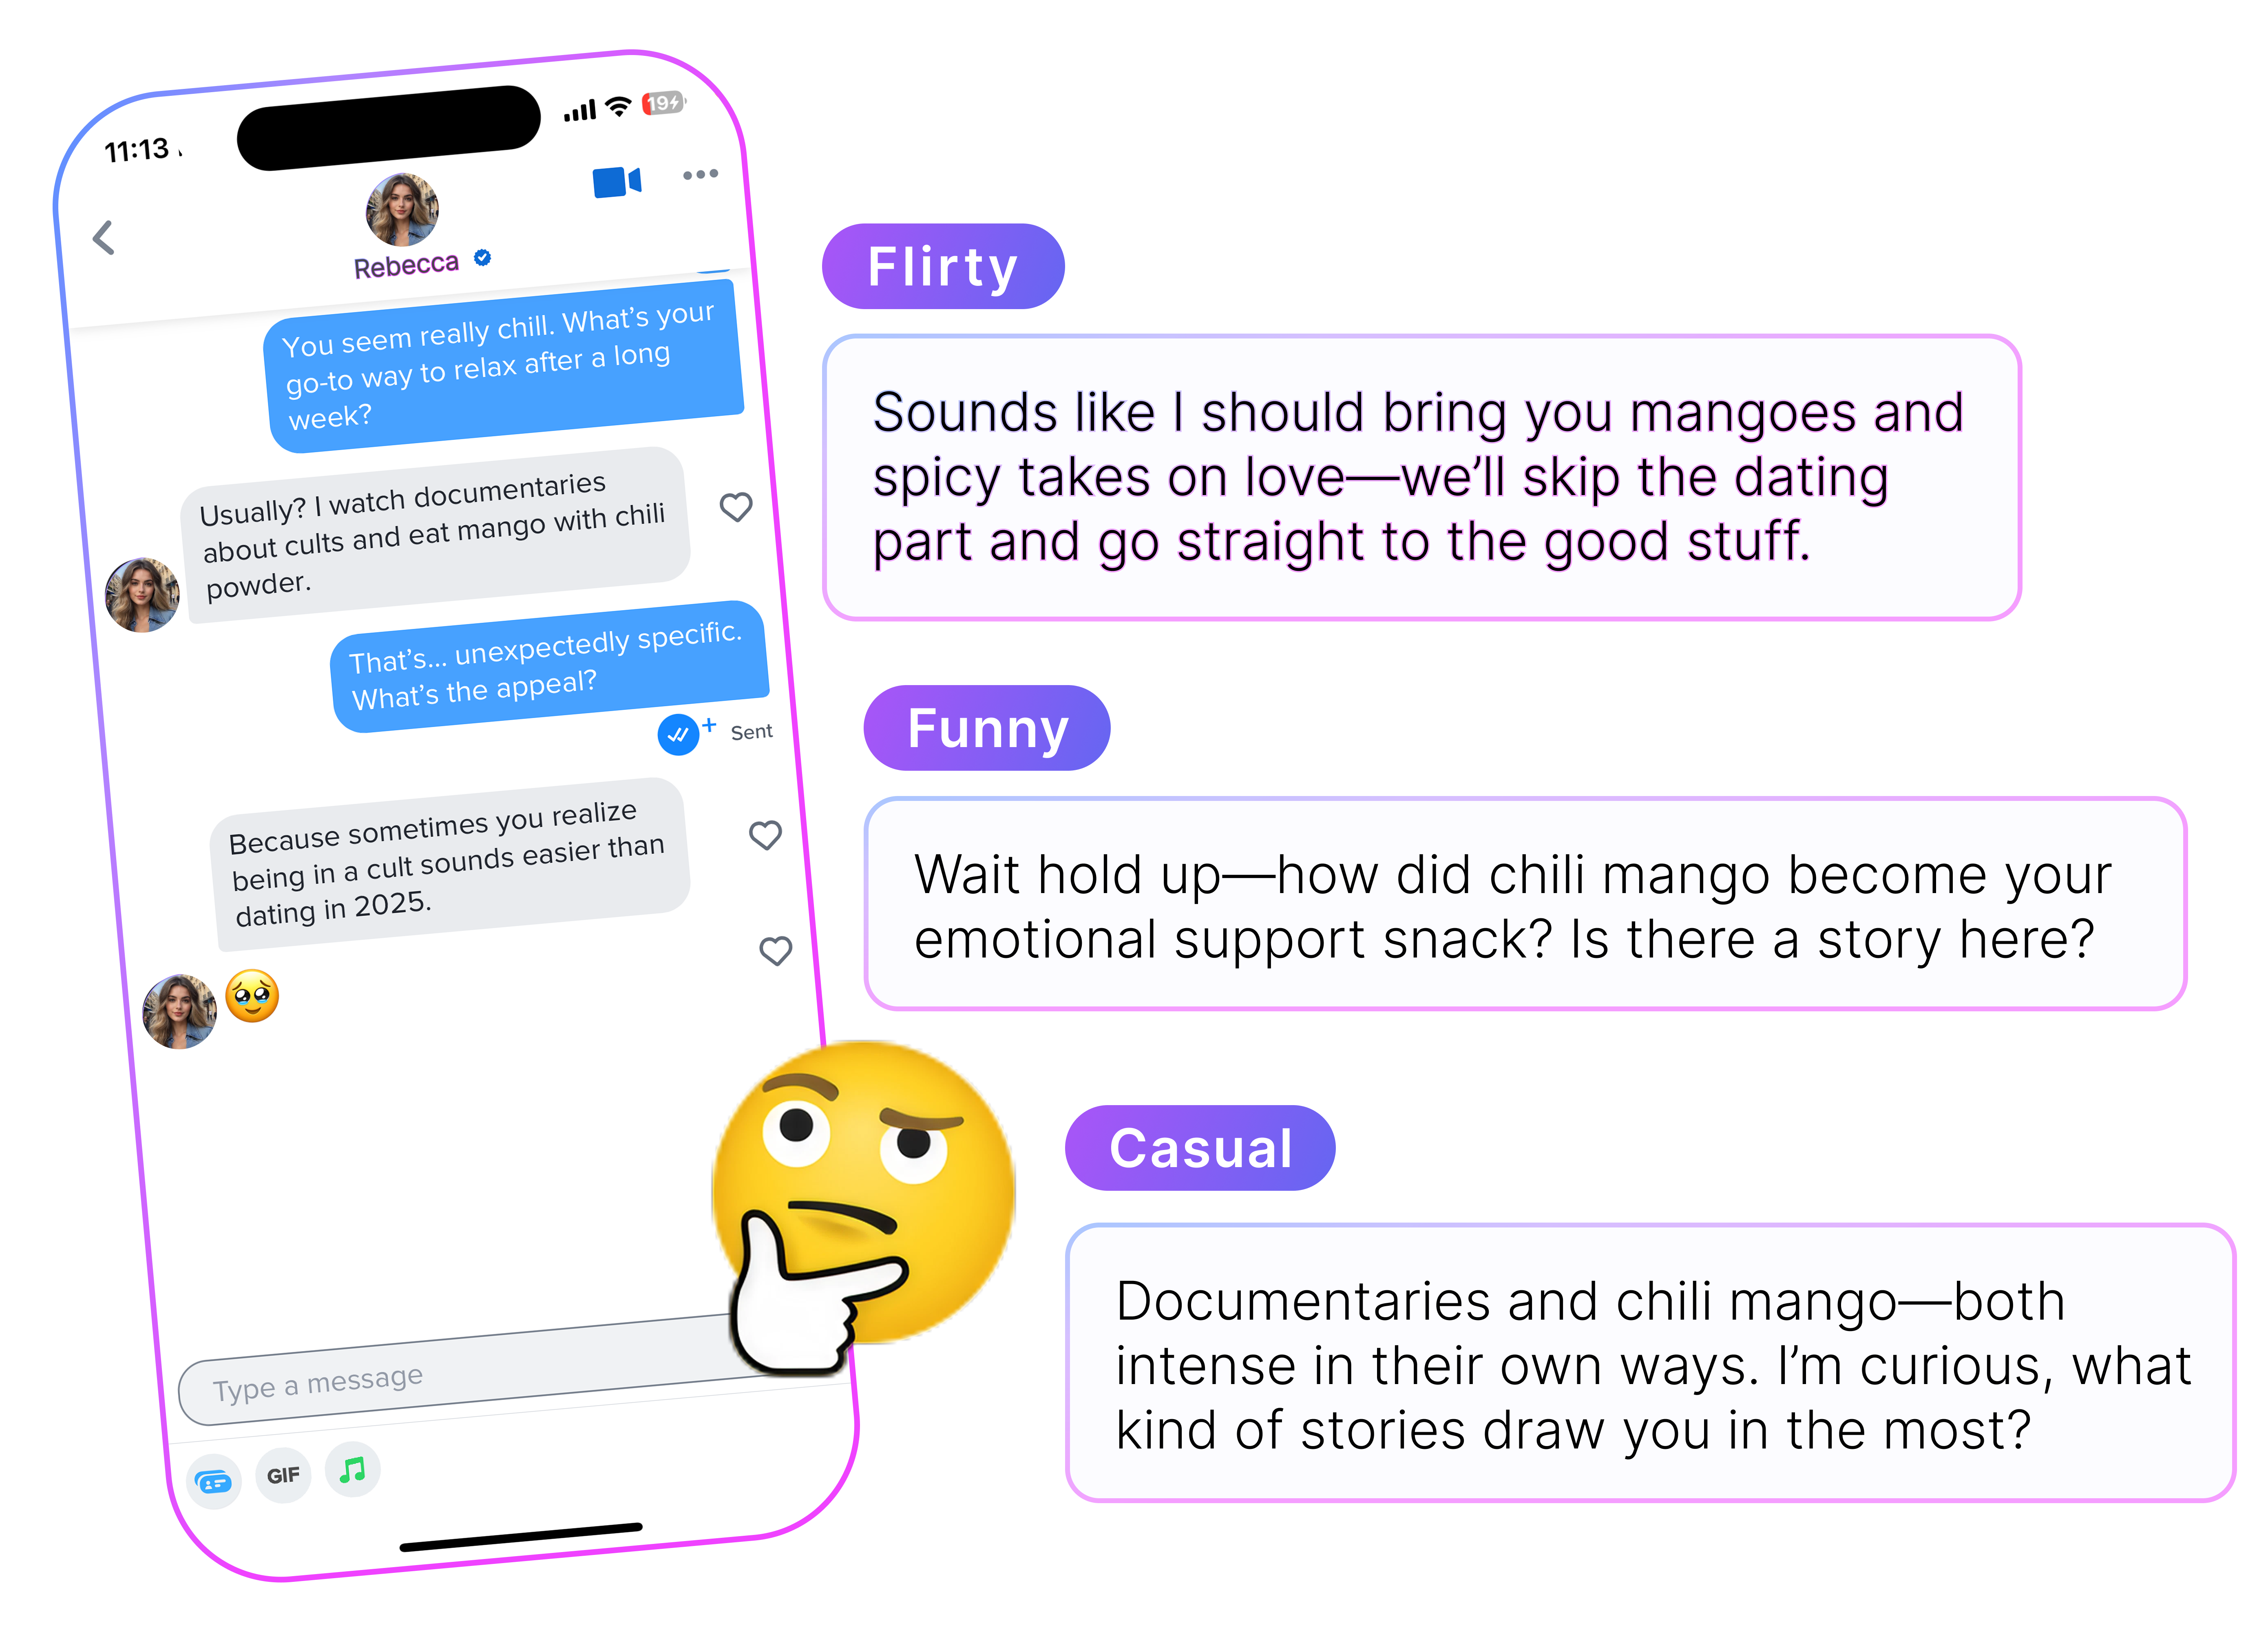 11:13
19
Rebecca
You seem really chill. What's your
go-to way to relax after a long
week?
Usually? I watch documentaries
about cults and eat mango with chili
powder.
That's... unexpectedly specific.
What's the appeal?
Sent
Because sometimes you realize
being in a cult sounds easier than
dating in 2025.
Type a message
GIF
Flirty
Sounds like I should bring you mangoes and
spicy takes on love—we'll skip the dating
part and go straight to the good stuff.
Funny
Wait hold up—how did chili mango become your
emotional support snack? Is there a story here?
Casual
Documentaries and chili mango—both
intense in their own ways. I'm curious, what
kind of stories draw you in the most?